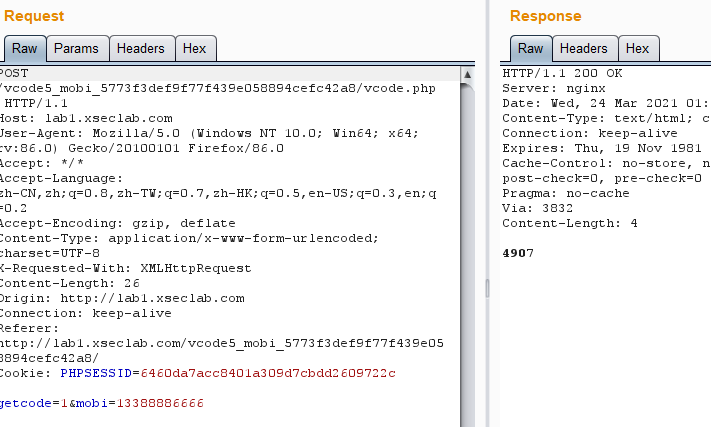 Request
Response
Raw Params Headers Hex
Raw Headers Hex
POST
/vcode5_mobi_5773f3def9f77f439e058894cefc42a8/vcode.php
HTTP/1.1
Host: lab1.xseclab.com
User-Agent: Mozilla/5.0 (Windows NT 10.0; Win64; x64;
rv:86.0) Gecko/20100101 Firefox/86.0
Accept: */*
Accept-Language:
zh-CN,zh;q=0.8,zh-TW;q=0.7,zh-HK;q=0.5,en-US;q=0.3,en;q
=0.2
Accept-Encoding: gzip, deflate
Content-Type: application/x-www-form-urlencoded;
charset=UTF-8
X-Requested-With: XMLHttpRequest
Content-Length: 26
Origin: http://lab1.xseclab.com
Connection: keep-alive
Referer:
http://lab1.xseclab.com/vcode5_mobi_5773f3def9f77f439e05
8894cefc42a8/
Cookie: PHPSESSID=6460da7acc8401a309d7cbdd2609722c
getcode=1&mobi=13388886666
HTTP/1.1 200 OK
Server: nginx
Date: Wed, 24 Mar 2021 01:
Content-Type: text/html; c
Connection: keep-alive
Expires: Thu, 19 Nov 1981
Cache-Control: no-store, n
post-check=0, pre-check=0
Pragma: no-cache
Via: 3832
Content-Length: 4
4907